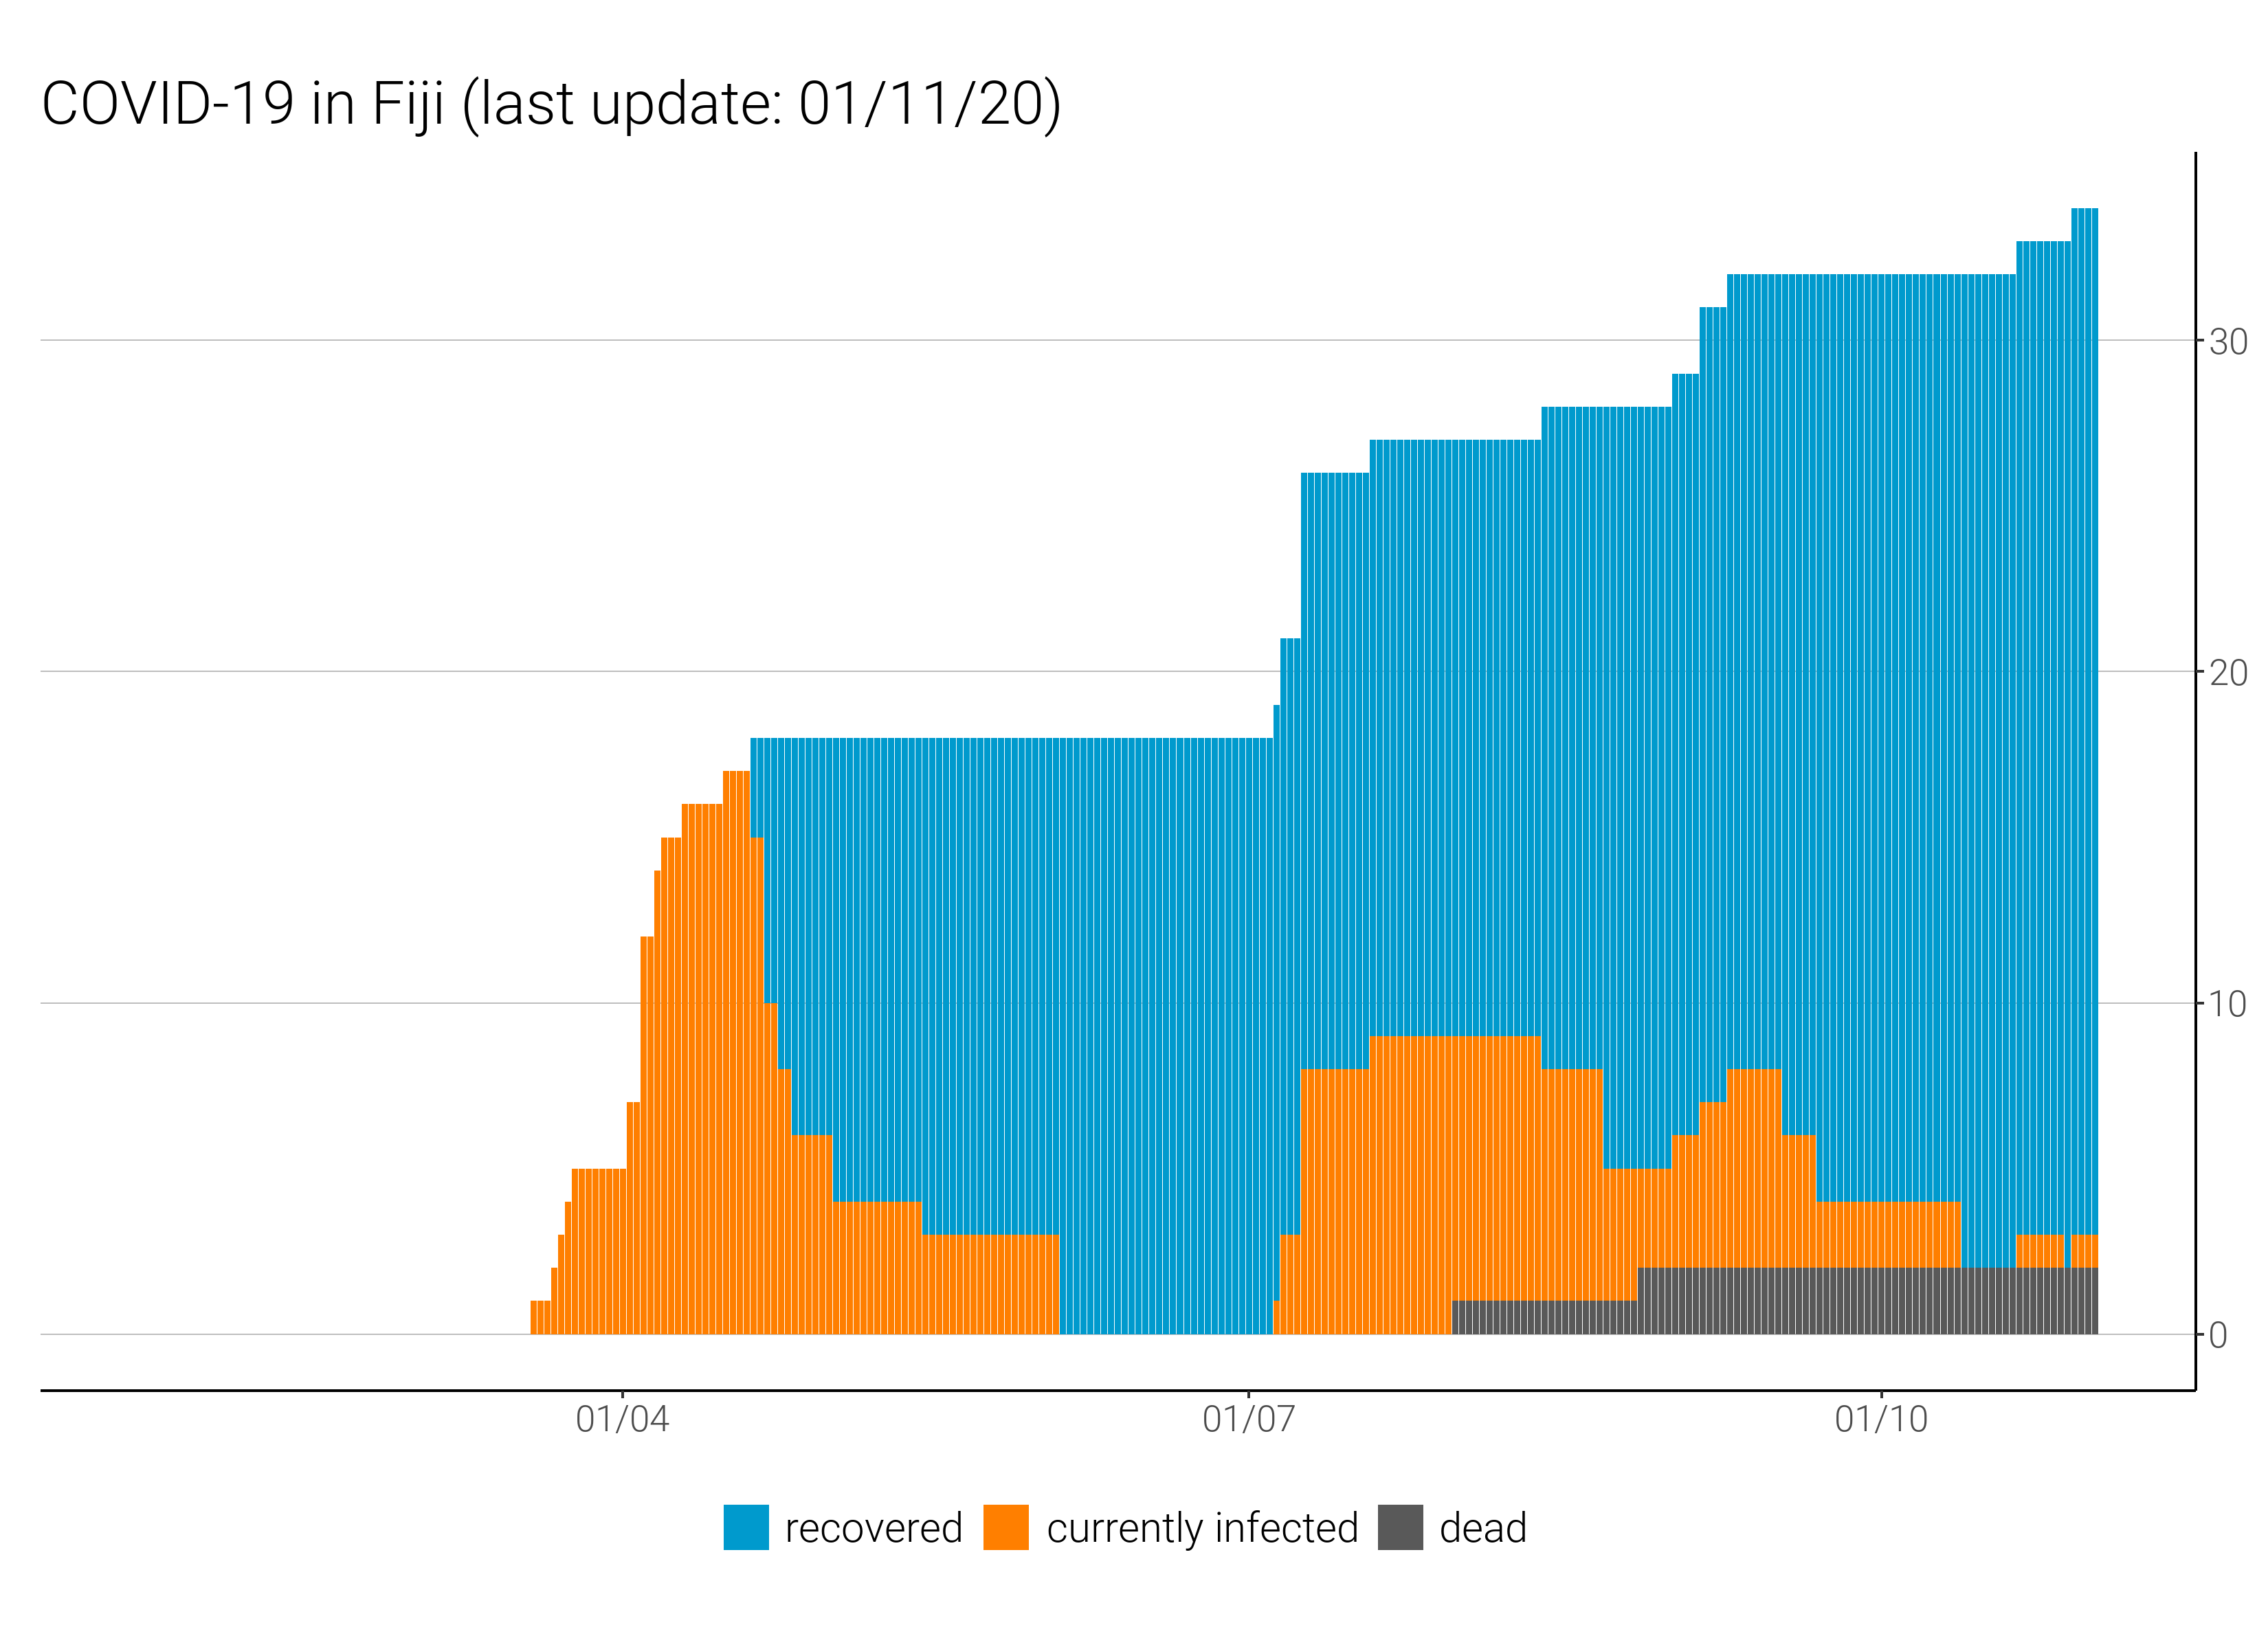 COVID-19 in Fiji (last update: 01/11/20)
30
20
10
0
01/04 01/07 01/10
recovered currently infected dead